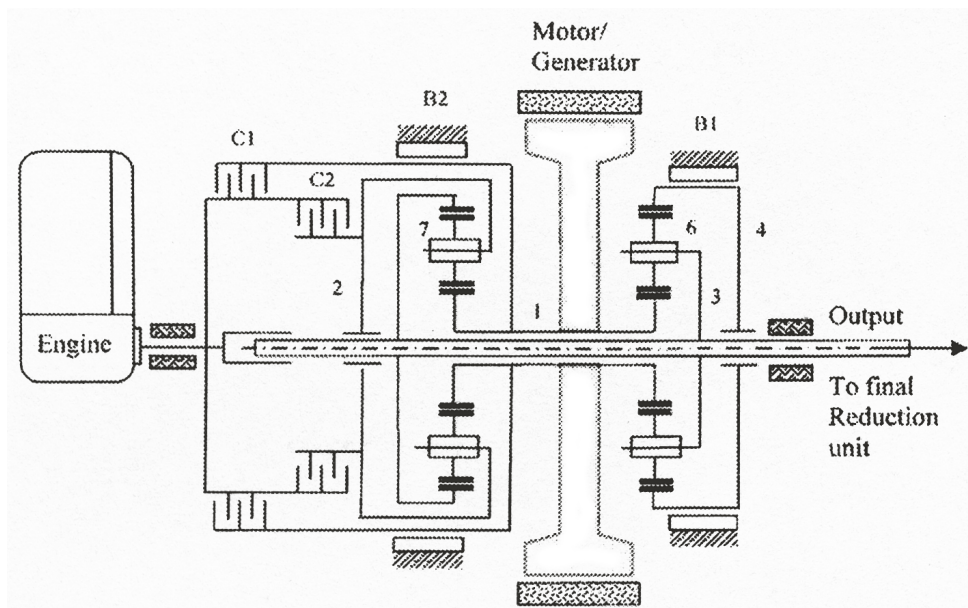 Motor/
Generator
B2
B1
C1
C2
7
6
4
2
1
3
Engine
Output
To final
Reduction
unit